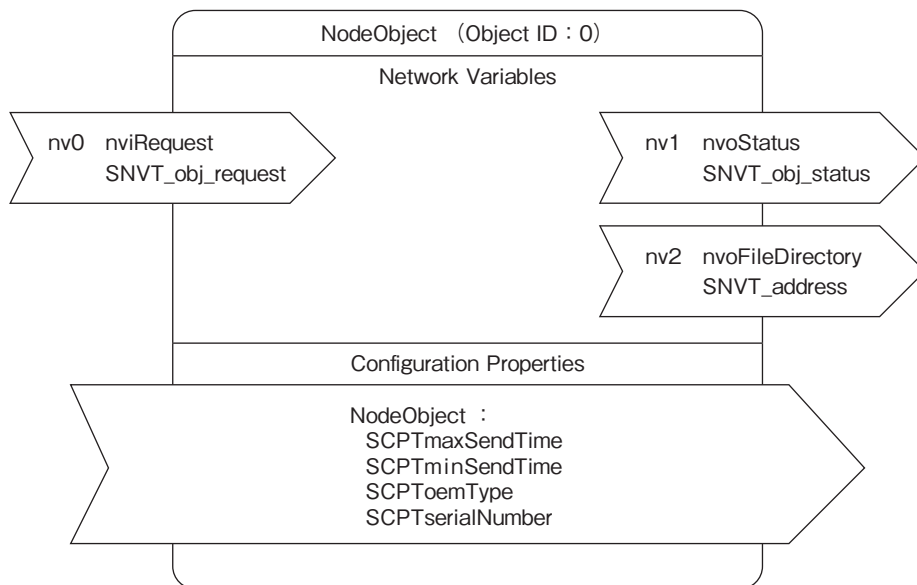 NodeObject （Object ID：0）
Network Variables
nv0 nviRequest
SNVT_obj_request
nv1 nvoStatus
SNVT_obj_status
nv2 nvoFileDirectory
SNVT_address
Configuration Properties
NodeObject：
SCPTmaxSendTime
SCPTminSendTime
SCPToemType
SCPTserialNumber